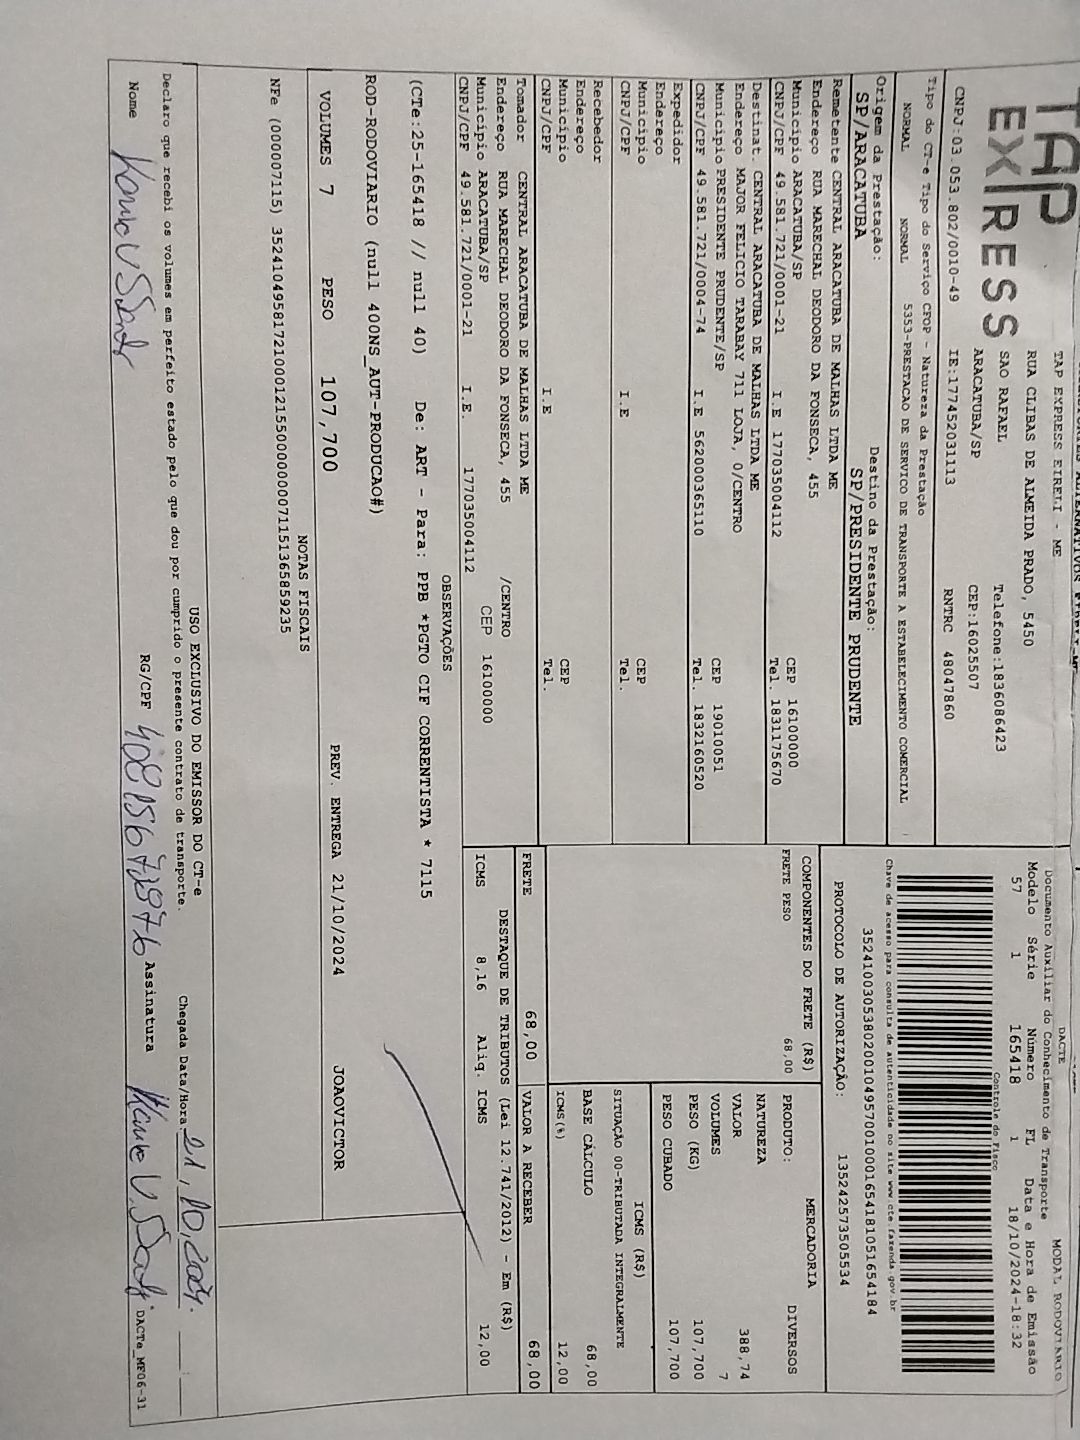 TAP
EXPRESS
TAP EXPRESS EIRELI - ME
RUA CLIBAS DE ALMEIDA PRADO, 5450
SAO RAFAEL Telefone:1836086423
ARACATUBA/SP CEP:16025507
CNPJ:03.053.802/0010-49 IE:177452031113 RNTRC 48047860
Tipo do CT-e Tipo do Serviço CFOP - Natureza da Prestação
NORMAL NORMAL 5353-PRESTACAO DE SERVICO DE TRANSPORTE A ESTABELECIMENTO COMERCIAL
Origem da Prestação: Destino da Prestação:
SP/ARACATUBA SP/PRESIDENTE PRUDENTE
DACTE MODAL RODOVIARIO
Documento Auxiliar do Conhecimento de Transporte
Modelo Série Número FL Data e Hora de Emissão
57 1 165418 1 18/10/2024-18:32
Controle do Fisco
Chave de acesso para consulta de autenticidade no site www.cte.fazenda.gov.br
35241003053802001049570010001654181051654184
PROTOCOLO DE AUTORIZAÇÃO: 135242573505534
Remetente CENTRAL ARACATUBA DE MALHAS LTDA ME
Endereço RUA MARECHAL DEODORO DA FONSECA, 455
Município ARACATUBA/SP CEP 16100000
CNPJ/CPF 49.581.721/0001-21 I.E 177035004112 Tel. 1831175670
Destinat. CENTRAL ARACATUBA DE MALHAS LTDA ME
Endereço MAJOR FELICIO TARABAY 711 LOJA, 0/CENTRO
Município PRESIDENTE PRUDENTE/SP CEP 19010051
CNPJ/CPF 49.581.721/0004-74 I.E 562000365110 Tel. 1832160520
Expedidor
Endereço
Município CEP
CNPJ/CPF I.E Tel.
Recebedor
Endereço
Município CEP
CNPJ/CPF I.E Tel.
Tomador CENTRAL ARACATUBA DE MALHAS LTDA ME
Endereço RUA MARECHAL DEODORO DA FONSECA, 455 /CENTRO
Município ARACATUBA/SP CEP 16100000
CNPJ/CPF 49.581.721/0001-21 I.E. 177035004112
COMPONENTES DO FRETE (R$)
FRETE PESO 68,00
MERCADORIA
PRODUTO: DIVERSOS
NATUREZA
VALOR 388,74
VOLUMES 7
PESO (KG) 107,700
PESO CUBADO 107,700
ICMS (R$)
SITUAÇÃO 00-TRIBUTADA INTEGRALMENTE
BASE CÁLCULO 68,00
ICMS(%) 12,00
FRETE 68,00 VALOR A RECEBER 68,00
DESTAQUE DE TRIBUTOS (Lei 12.741/2012) - Em (R$)
ICMS 8,16 Aliq. ICMS 12,00
OBSERVAÇÕES
(CTe:25-165418 // null 40) De: ART - Para: PPB *PGTO CIF CORRENTISTA * 7115
ROD-RODOVIARIO (null 400NS_AUT-PRODUCAO#)
VOLUMES 7 PESO 107,700 PREV. ENTREGA 21/10/2024 JOAOVICTOR
NOTAS FISCAIS
NFe (000007115) 35241049581721000121550000000071151365859235
USO EXCLUSIVO DO EMISSOR DO CT-e
Declaro que recebi os volumes em perfeito estado pelo que dou por cumprido o presente contrato de transporte. Chegada Data/Hora 21/10/2024
Nome RG/CPF Assinatura DACTe_MF06-31